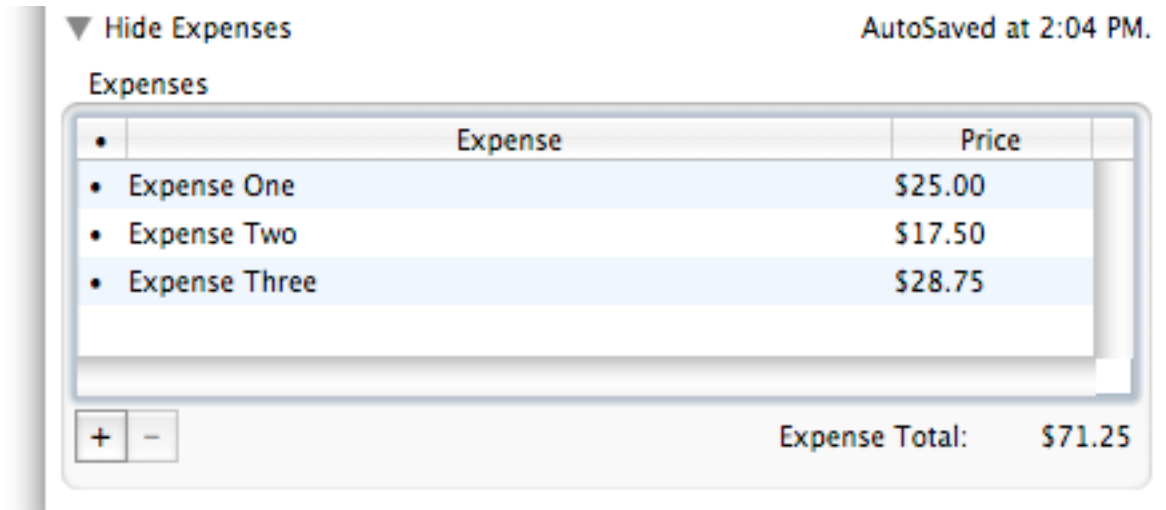 ▼ Hide Expenses AutoSaved at 2:04 PM.
Expenses
• Expense Price
• Expense One $25.00
• Expense Two $17.50
• Expense Three $28.75
+ − Expense Total: $71.25